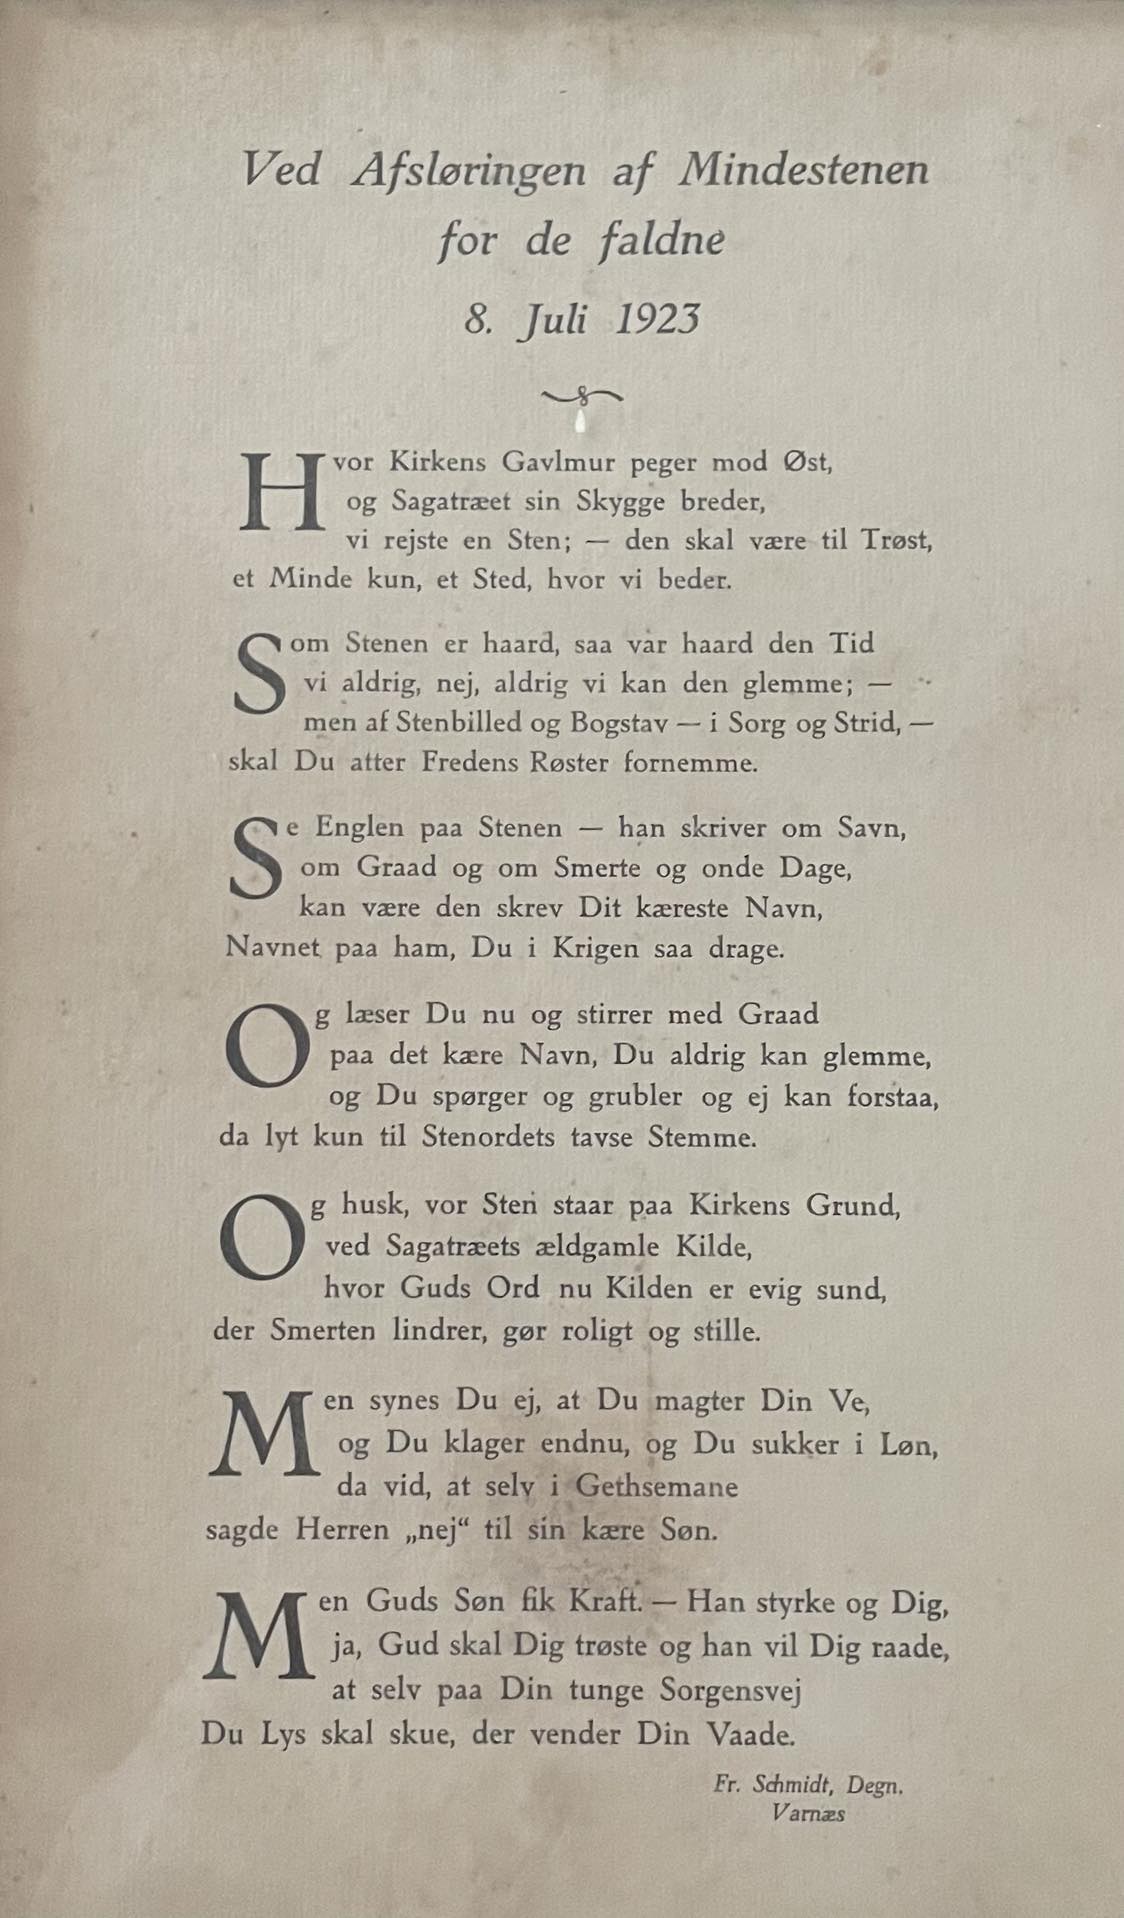 Ved Afsløringen af Mindestenen
for de faldne
8. Juli 1923
Hvor Kirkens Gavlmur peger mod Øst,
og Sagatræet sin Skygge breder,
vi rejste en Sten; — den skal være til Trøst,
et Minde kun, et Sted, hvor vi beder.
Som Stenen er haard, saa var haard den Tid
vi aldrig, nej, aldrig vi kan den glemme; —
men af Stenbilled og Bogstav — i Sorg og Strid, —
skal Du atter Fredens Røster fornemme.
Se Englen paa Stenen — han skriver om Savn,
om Graad og om Smerte og onde Dage,
kan være den skrev Dit kæreste Navn,
Navnet paa ham, Du i Krigen saa drage.
Og læser Du nu og stirrer med Graad
paa det kære Navn, Du aldrig kan glemme,
og Du spørger og grubler og ej kan forstaa,
da lyt kun til Stenordets tavse Stemme.
Og husk, vor Sten staar paa Kirkens Grund,
ved Sagatræets ældgamle Kilde,
hvor Guds Ord nu Kilden er evig sund,
der Smerten lindrer, gør roligt og stille.
Men synes Du ej, at Du magter Din Ve,
og Du klager endnu, og Du sukker i Løn,
da vid, at selv i Gethsemane
sagde Herren „nej“ til sin kære Søn.
Men Guds Søn fik Kraft. — Han styrke og Dig,
ja, Gud skal Dig trøste og han vil Dig raade,
at selv paa Din tunge Sorgensvej
Du Lys skal skue, der vender Din Vaade.
Fr. Schmidt, Degn.
Varnæs